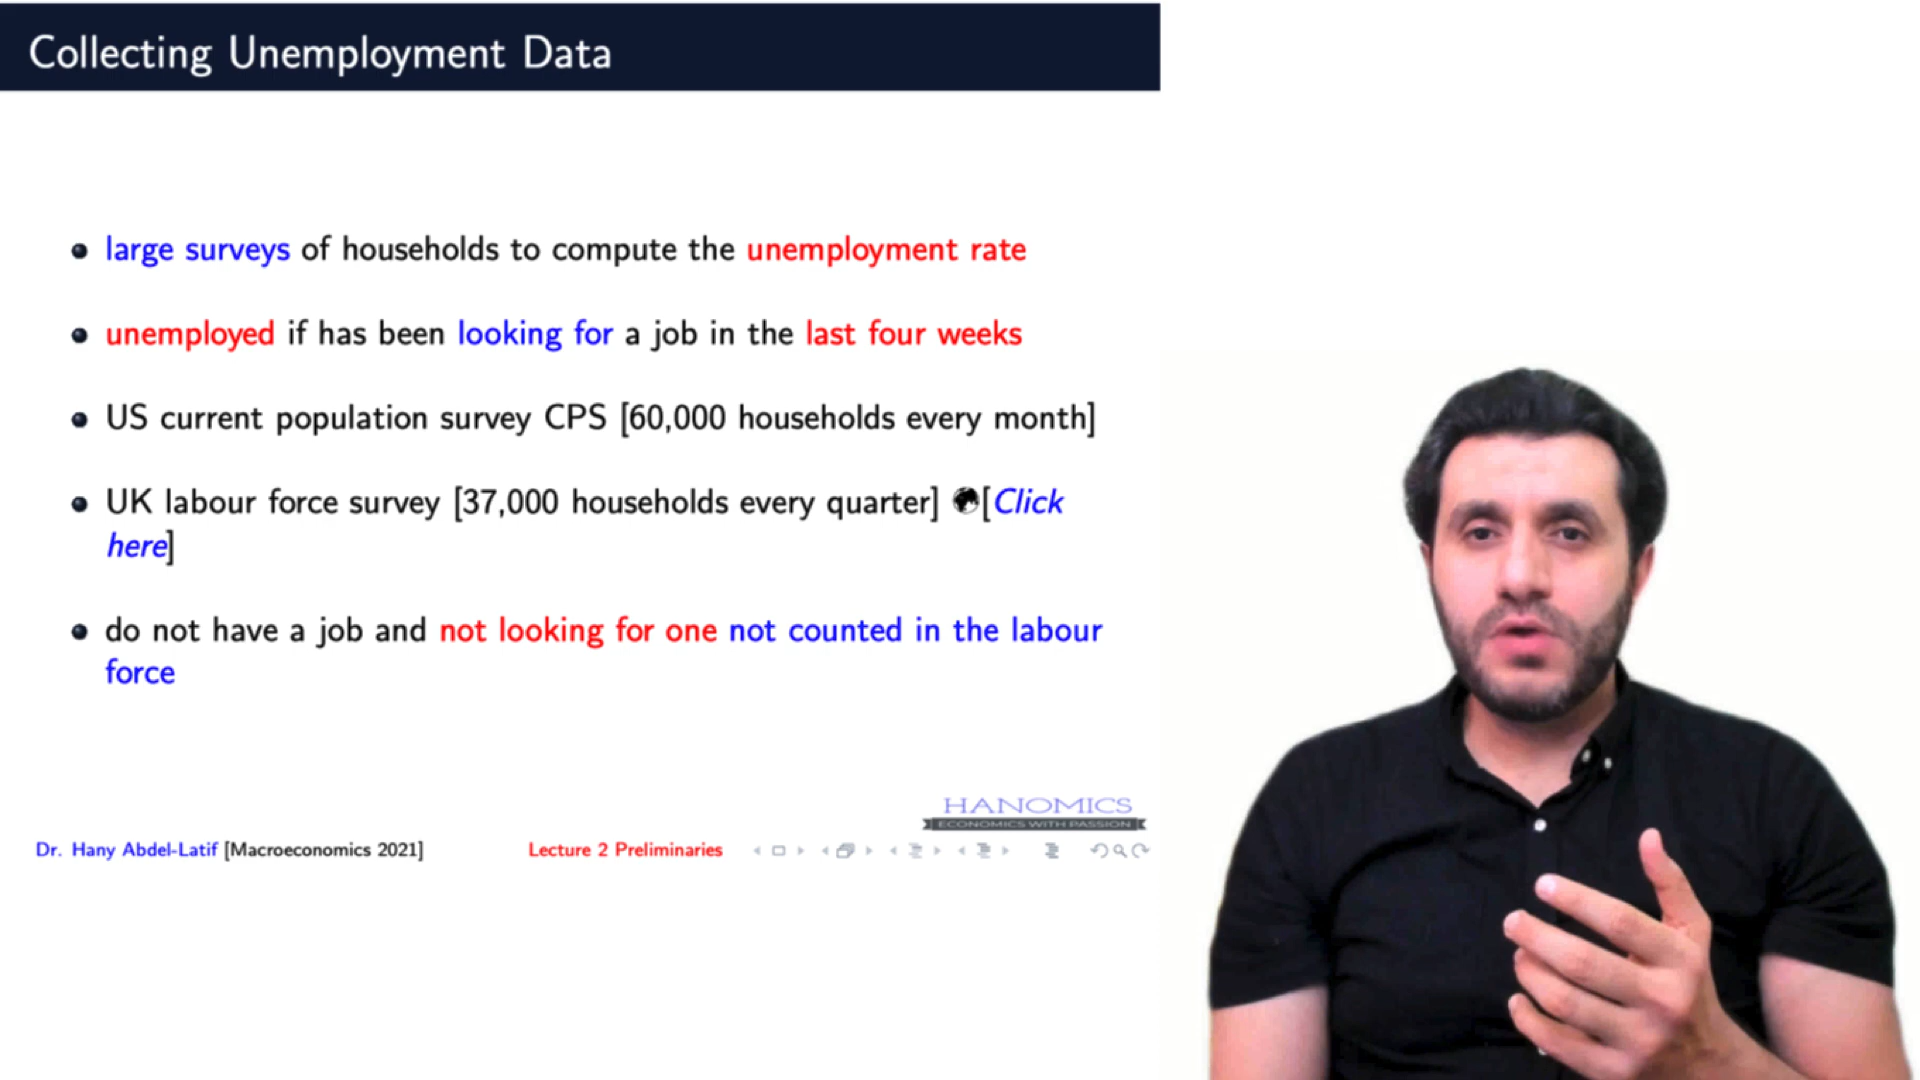 Collecting Unemployment Data
large surveys of households to compute the unemployment rate
unemployed if has been looking for a job in the last four weeks
US current population survey CPS [60,000 households every month]
UK labour force survey [37,000 households every quarter] [Click
here]
do not have a job and not looking for one not counted in the labour
force
HANOMICS
ECONOMICS WITH PASSION
Dr. Hany Abdel-Latif [Macroeconomics 2021] Lecture 2 Preliminaries